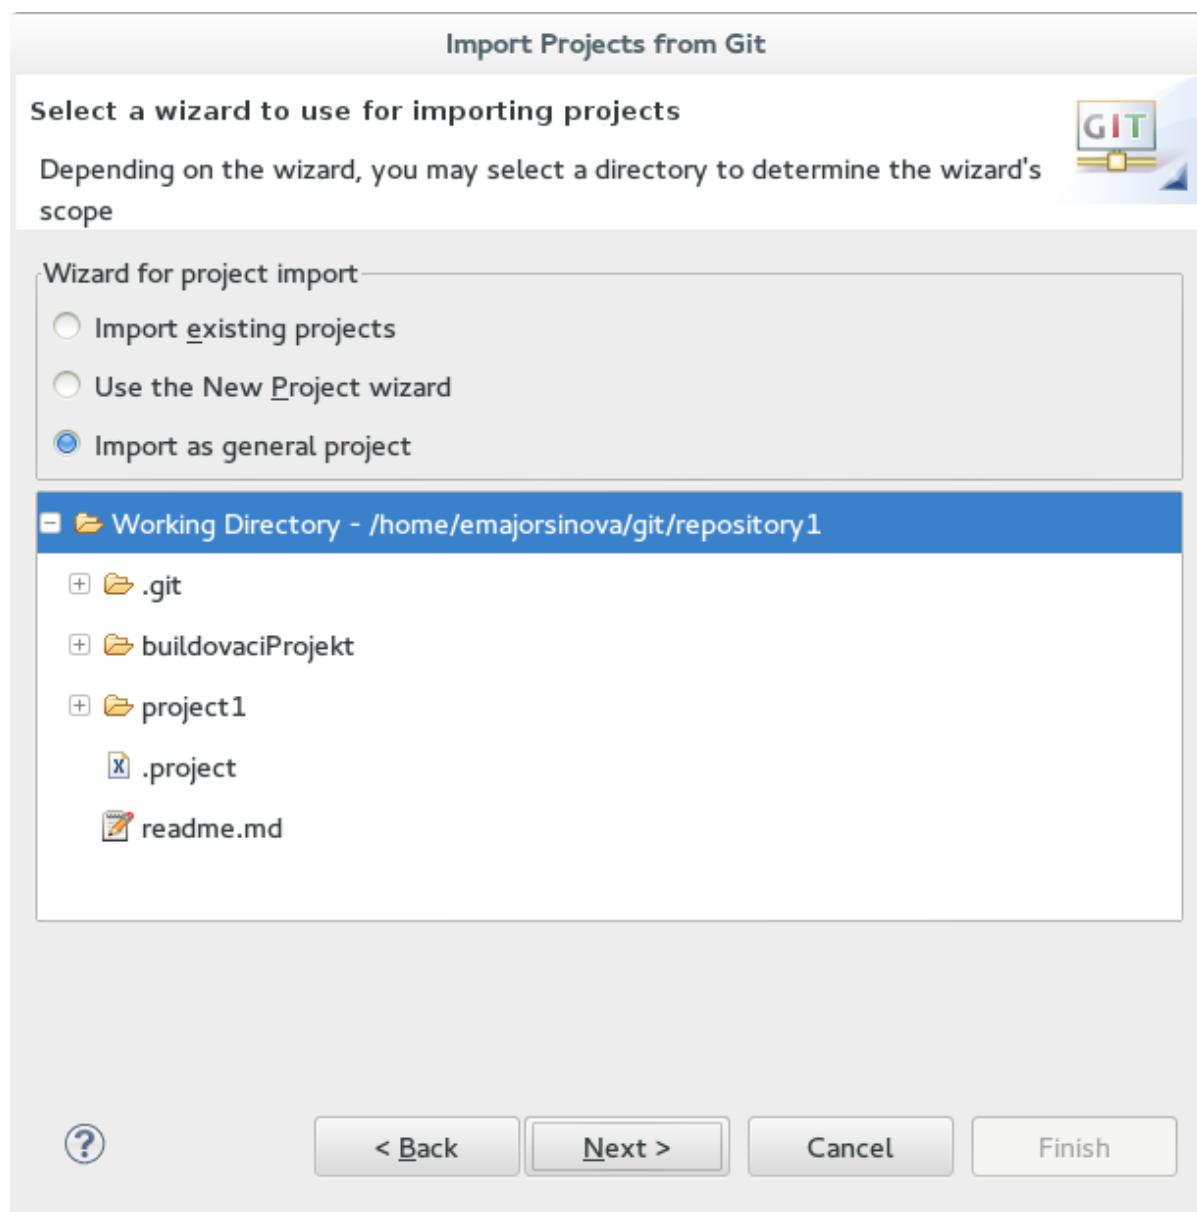 Import Projects from Git
Select a wizard to use for importing projects
GIT
Depending on the wizard, you may select a directory to determine the wizard's
scope
Wizard for project import
Import existing projects
Use the New Project wizard
Import as general project
Working Directory - /home/emajorsinova/git/repository1
.git
buildovaciProjekt
project1
X .project
readme.md
? < Back Next > Cancel Finish